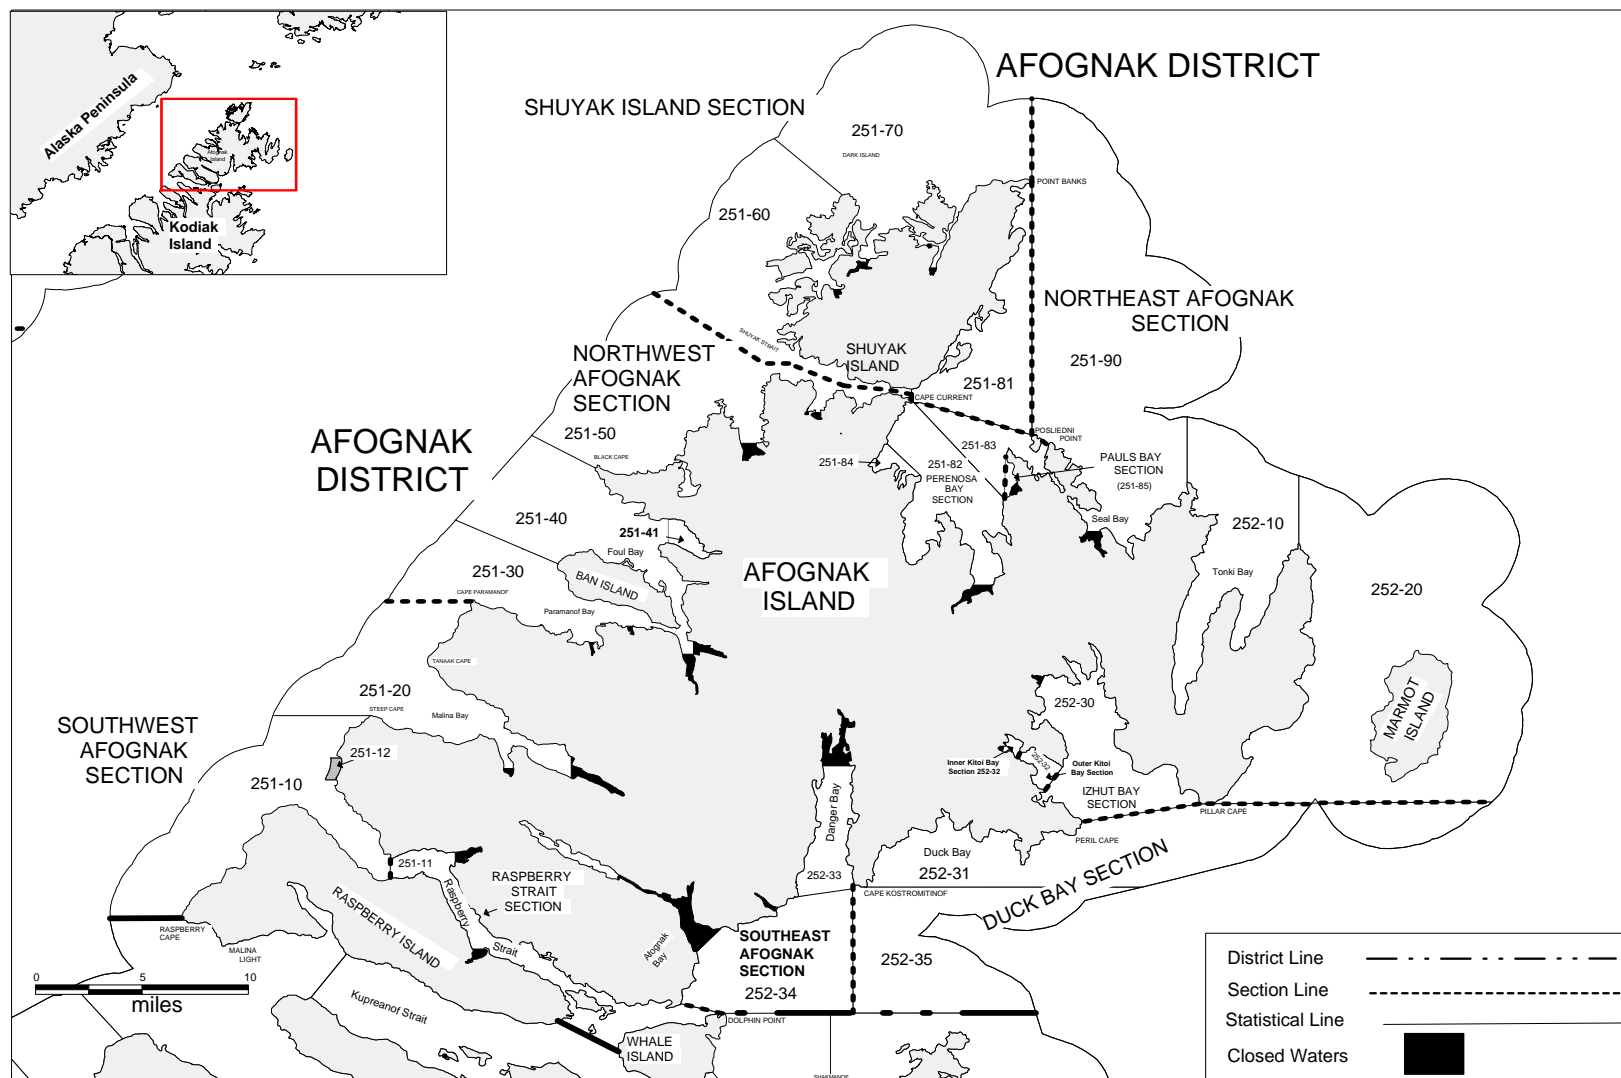 AFOGNAK DISTRICT
SHUYAK ISLAND SECTION
Alaska Peninsula
Afognak
Island
Kodiak
Island
251-70
DARK ISLAND
POINT BANKS
251-60
NORTHEAST AFOGNAK
SECTION
SHUYAK STRAIT
SHUYAK
ISLAND
NORTHWEST
AFOGNAK
SECTION
251-90
251-81
CAPE CURRENT
251-50
BLACK CAPE
AFOGNAK
DISTRICT
POSLIEDNI
POINT
251-83
251-84
251-82
PERENOSA
BAY
SECTION
PAULS BAY
SECTION
(251-85)
Seal Bay
251-40
251-41
Foul Bay
252-10
251-30
BAN ISLAND
CAPE PARAMANOF
Paramanof Bay
AFOGNAK
ISLAND
Tonki Bay
252-20
TANAAK CAPE
251-20
STEEP CAPE
Malina Bay
252-30
MARMOT
ISLAND
SOUTHWEST
AFOGNAK
SECTION
251-12
251-10
Inner Kitoi Bay
Section 252-32
252-32
Outer Kitoi
Bay Section
IZHUT BAY
SECTION
PILLAR CAPE
PERIL CAPE
Danger Bay
Duck Bay
252-31
252-33
CAPE KOSTROMITINOF
DUCK BAY SECTION
251-11
RASPBERRY
STRAIT
SECTION
Raspberry
Strait
RASPBERRY ISLAND
RASPBERRY
CAPE
MALINA
LIGHT
Afognak
Bay
SOUTHEAST
AFOGNAK
SECTION
252-34
252-35
DOLPHIN POINT
0 5 10
miles
Kupreanof Strait
WHALE
ISLAND
SHAKMANOF
District Line
Section Line
Statistical Line
Closed Waters